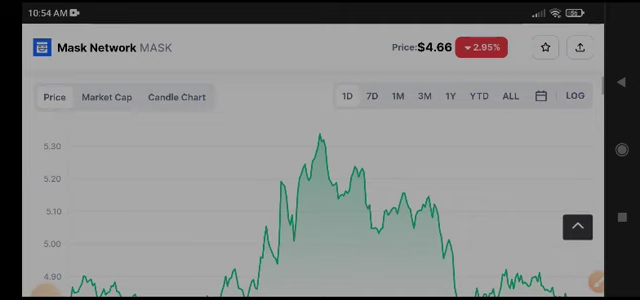 10:54 AM
Mask Network MASK
Price:$4.66 2.95%
Price Market Cap Candle Chart
1D 7D 1M 3M 1Y YTD ALL LOG
5.30
5.20
5.10
5.00
4.90